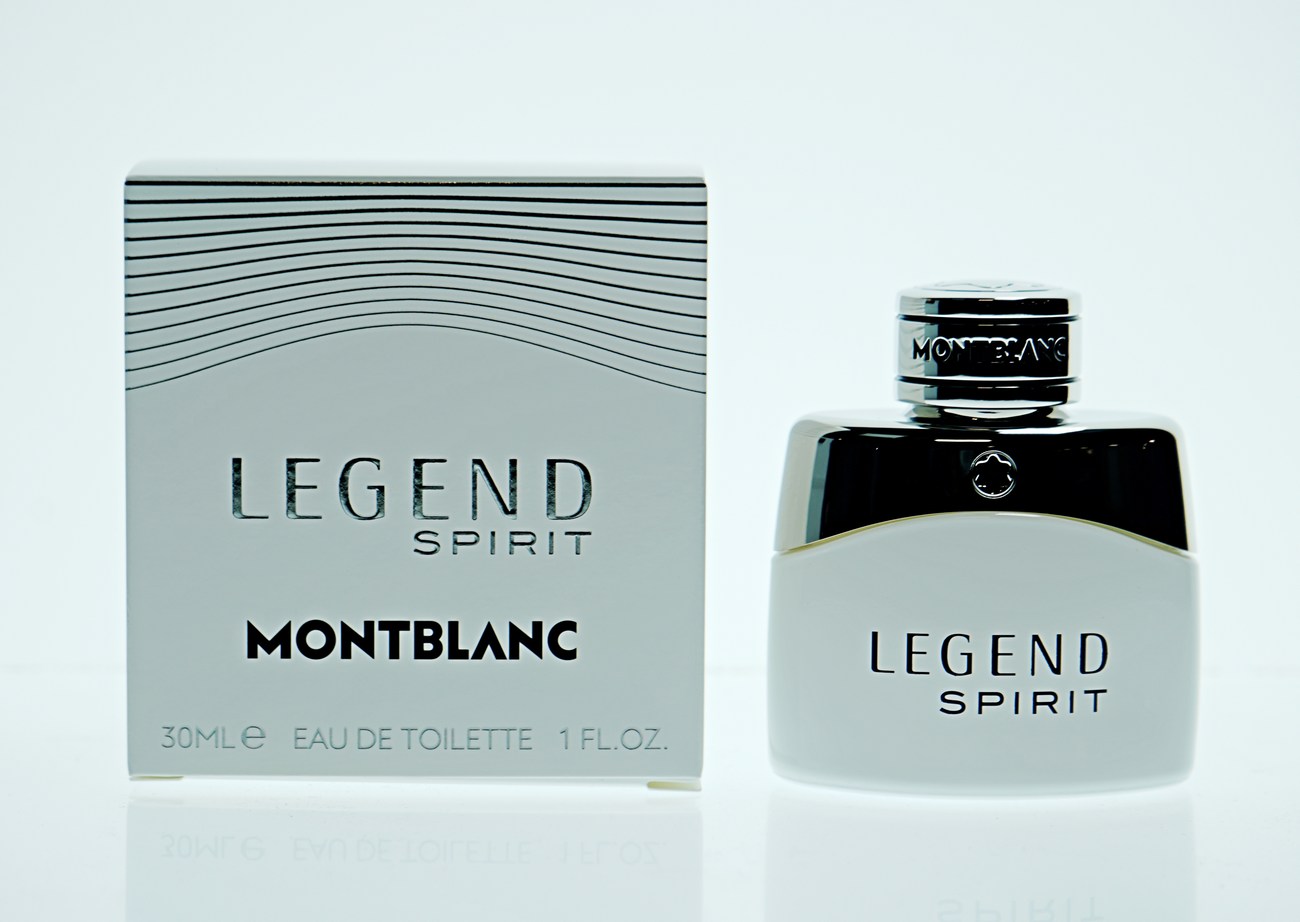 LEGEND
SPIRIT
MONTBLANC
30ML℮ EAU DE TOILETTE 1 FL.OZ.
MONTBLANC
LEGEND
SPIRIT